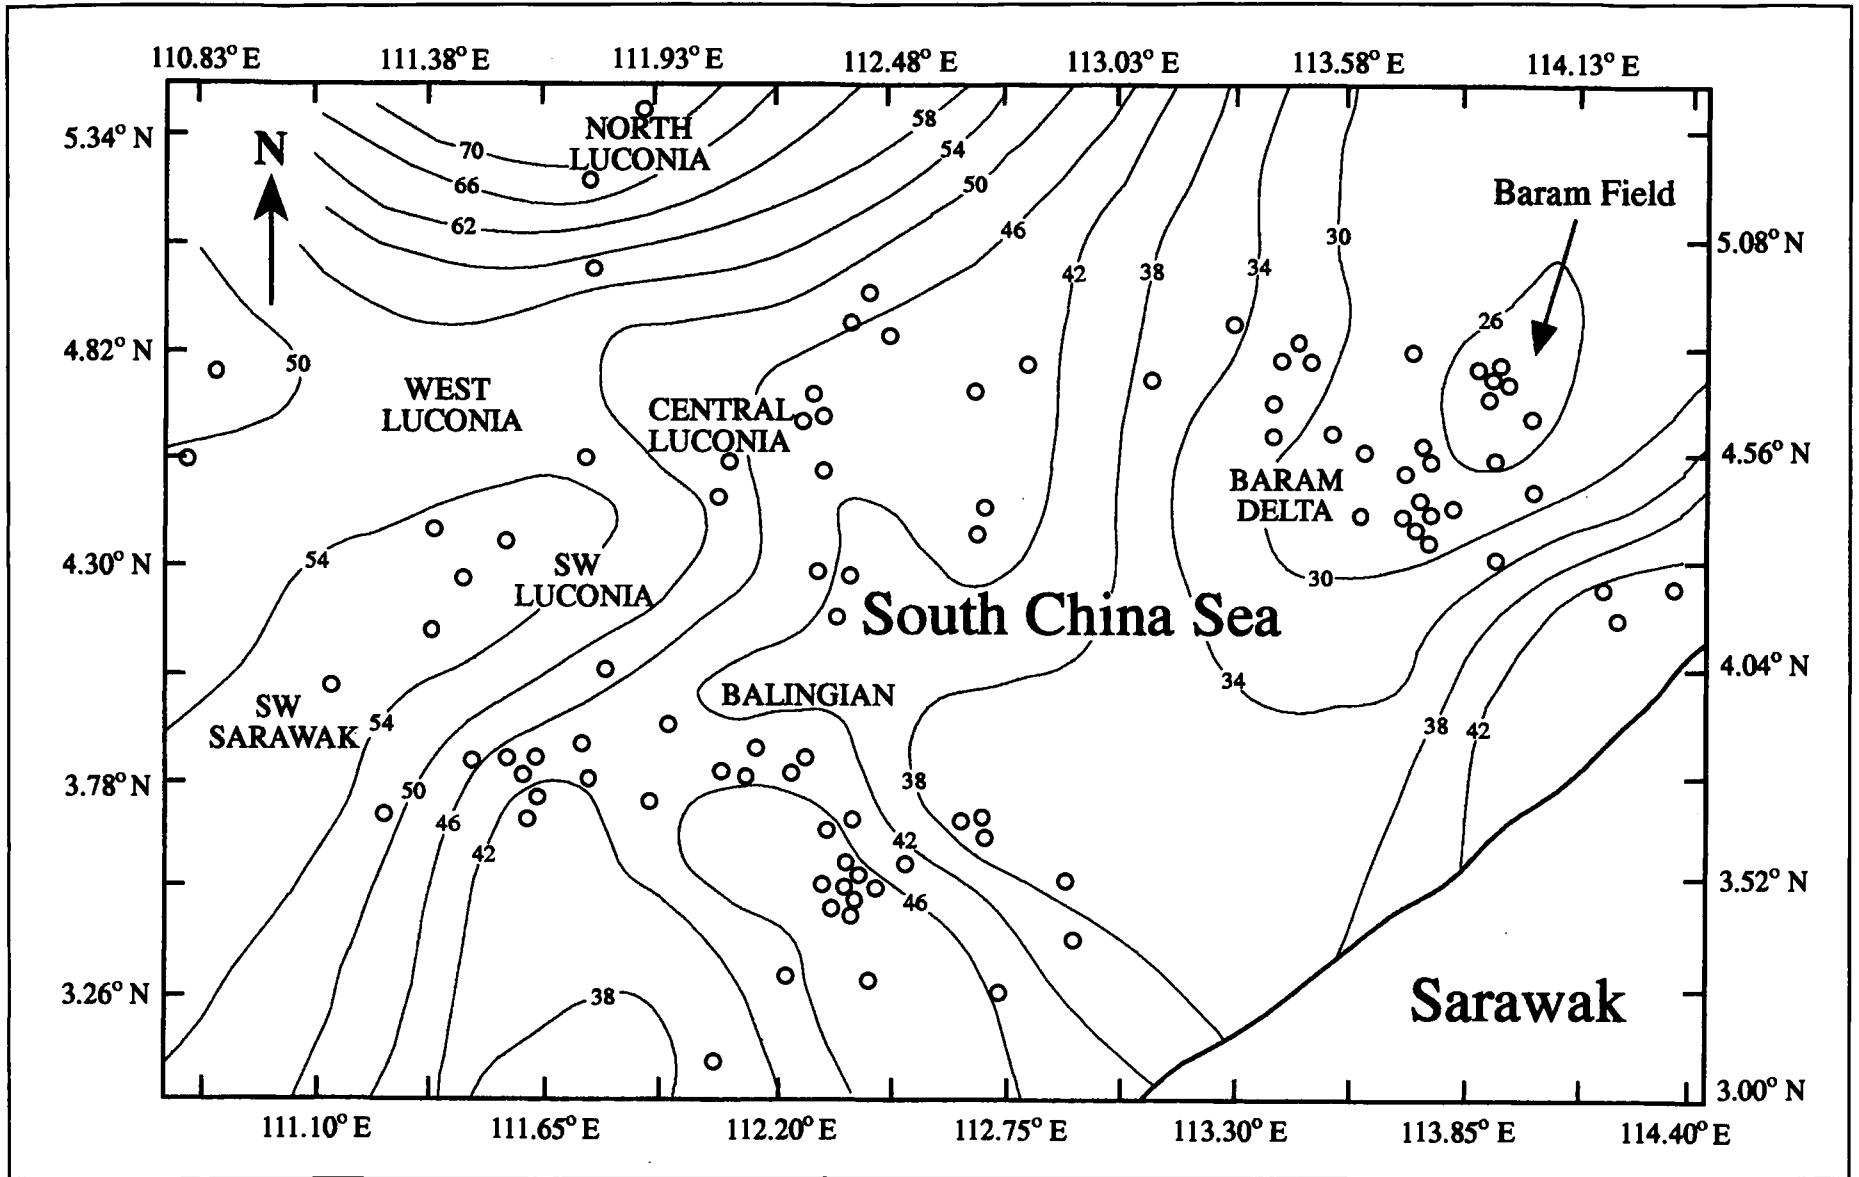 110.83° E 111.38° E 111.93° E 112.48° E 113.03° E 113.58° E 114.13° E
58
5.34° N
N
NORTH
LUCONIA
70
54
66
50
Baram Field
62
46
30
5.08° N
42
38
34
26
4.82° N
50
WEST
LUCONIA
CENTRAL
LUCONIA
4.56° N
BARAM
DELTA
54
4.30° N
SW
LUCONIA
30
South China Sea
4.04° N
34
BALINGIAN
SW
SARAWAK
54
38
42
3.78° N
50
38
46
42
42
3.52° N
46
3.26° N
38
Sarawak
3.00° N
111.10° E 111.65° E 112.20° E 112.75° E 113.30° E 113.85° E 114.40° E